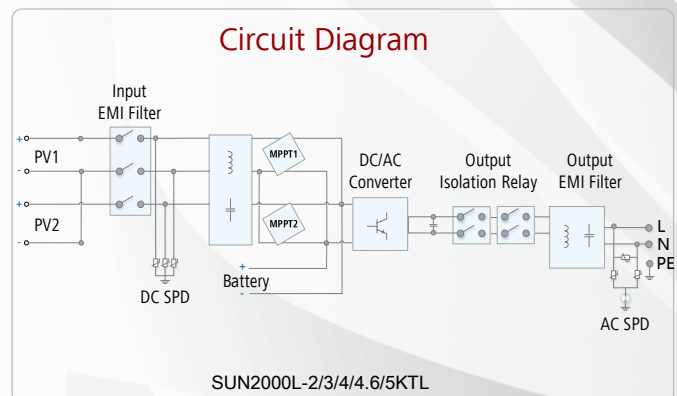 Circuit Diagram
Input
EMI Filter
+
PV1
-
+
PV2
-
DC SPD
MPPT1
MPPT2
+
Battery
-
DC/AC
Converter
Output
Isolation Relay
Output
EMI Filter
L
N
PE
AC SPD
SUN2000L-2/3/4/4.6/5KTL